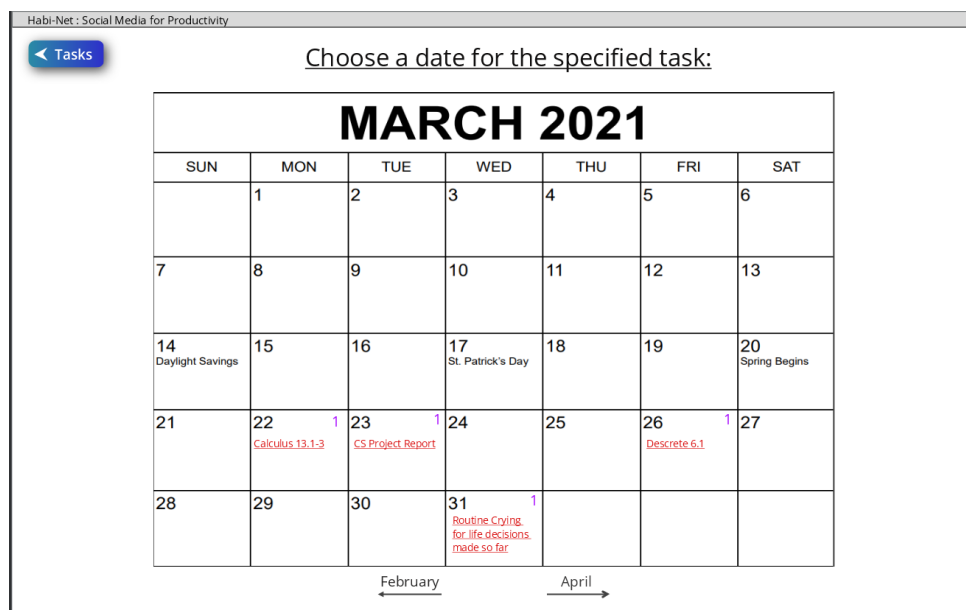 Habi-Net : Social Media for Productivity
Tasks
Choose a date for the specified task:
MARCH 2021
SUN MON TUE WED THU FRI SAT
1 2 3 4 5 6
7 8 9 10 11 12 13
14 15 16 17 18 19 20
Daylight Savings St. Patrick's Day Spring Begins
21 22 1 23 1 24 25 26 1 27
Calculus 13.1-3 CS Project Report Descrete 6.1
28 29 30 31 1
Routine Crying
for life decisions
made so far
February April